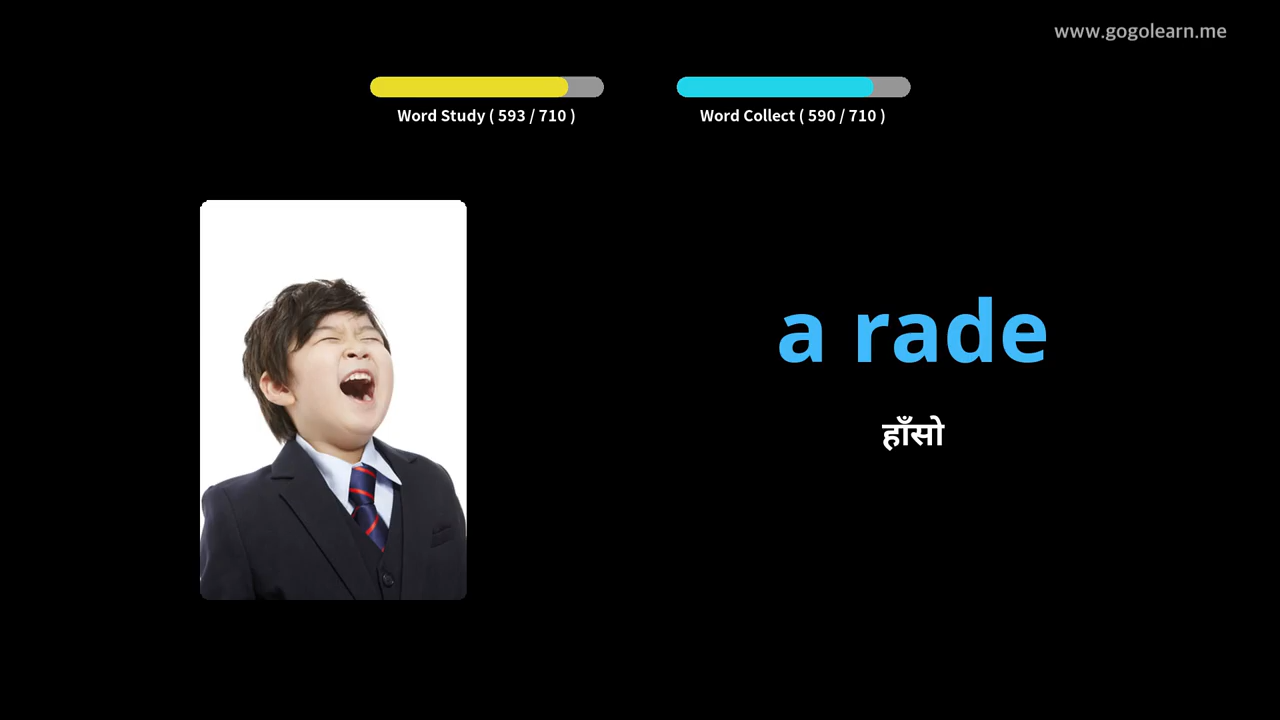 www.gogolearn.me
Word Study ( 593 / 710 )
Word Collect ( 590 / 710 )
a rade
हाँसो